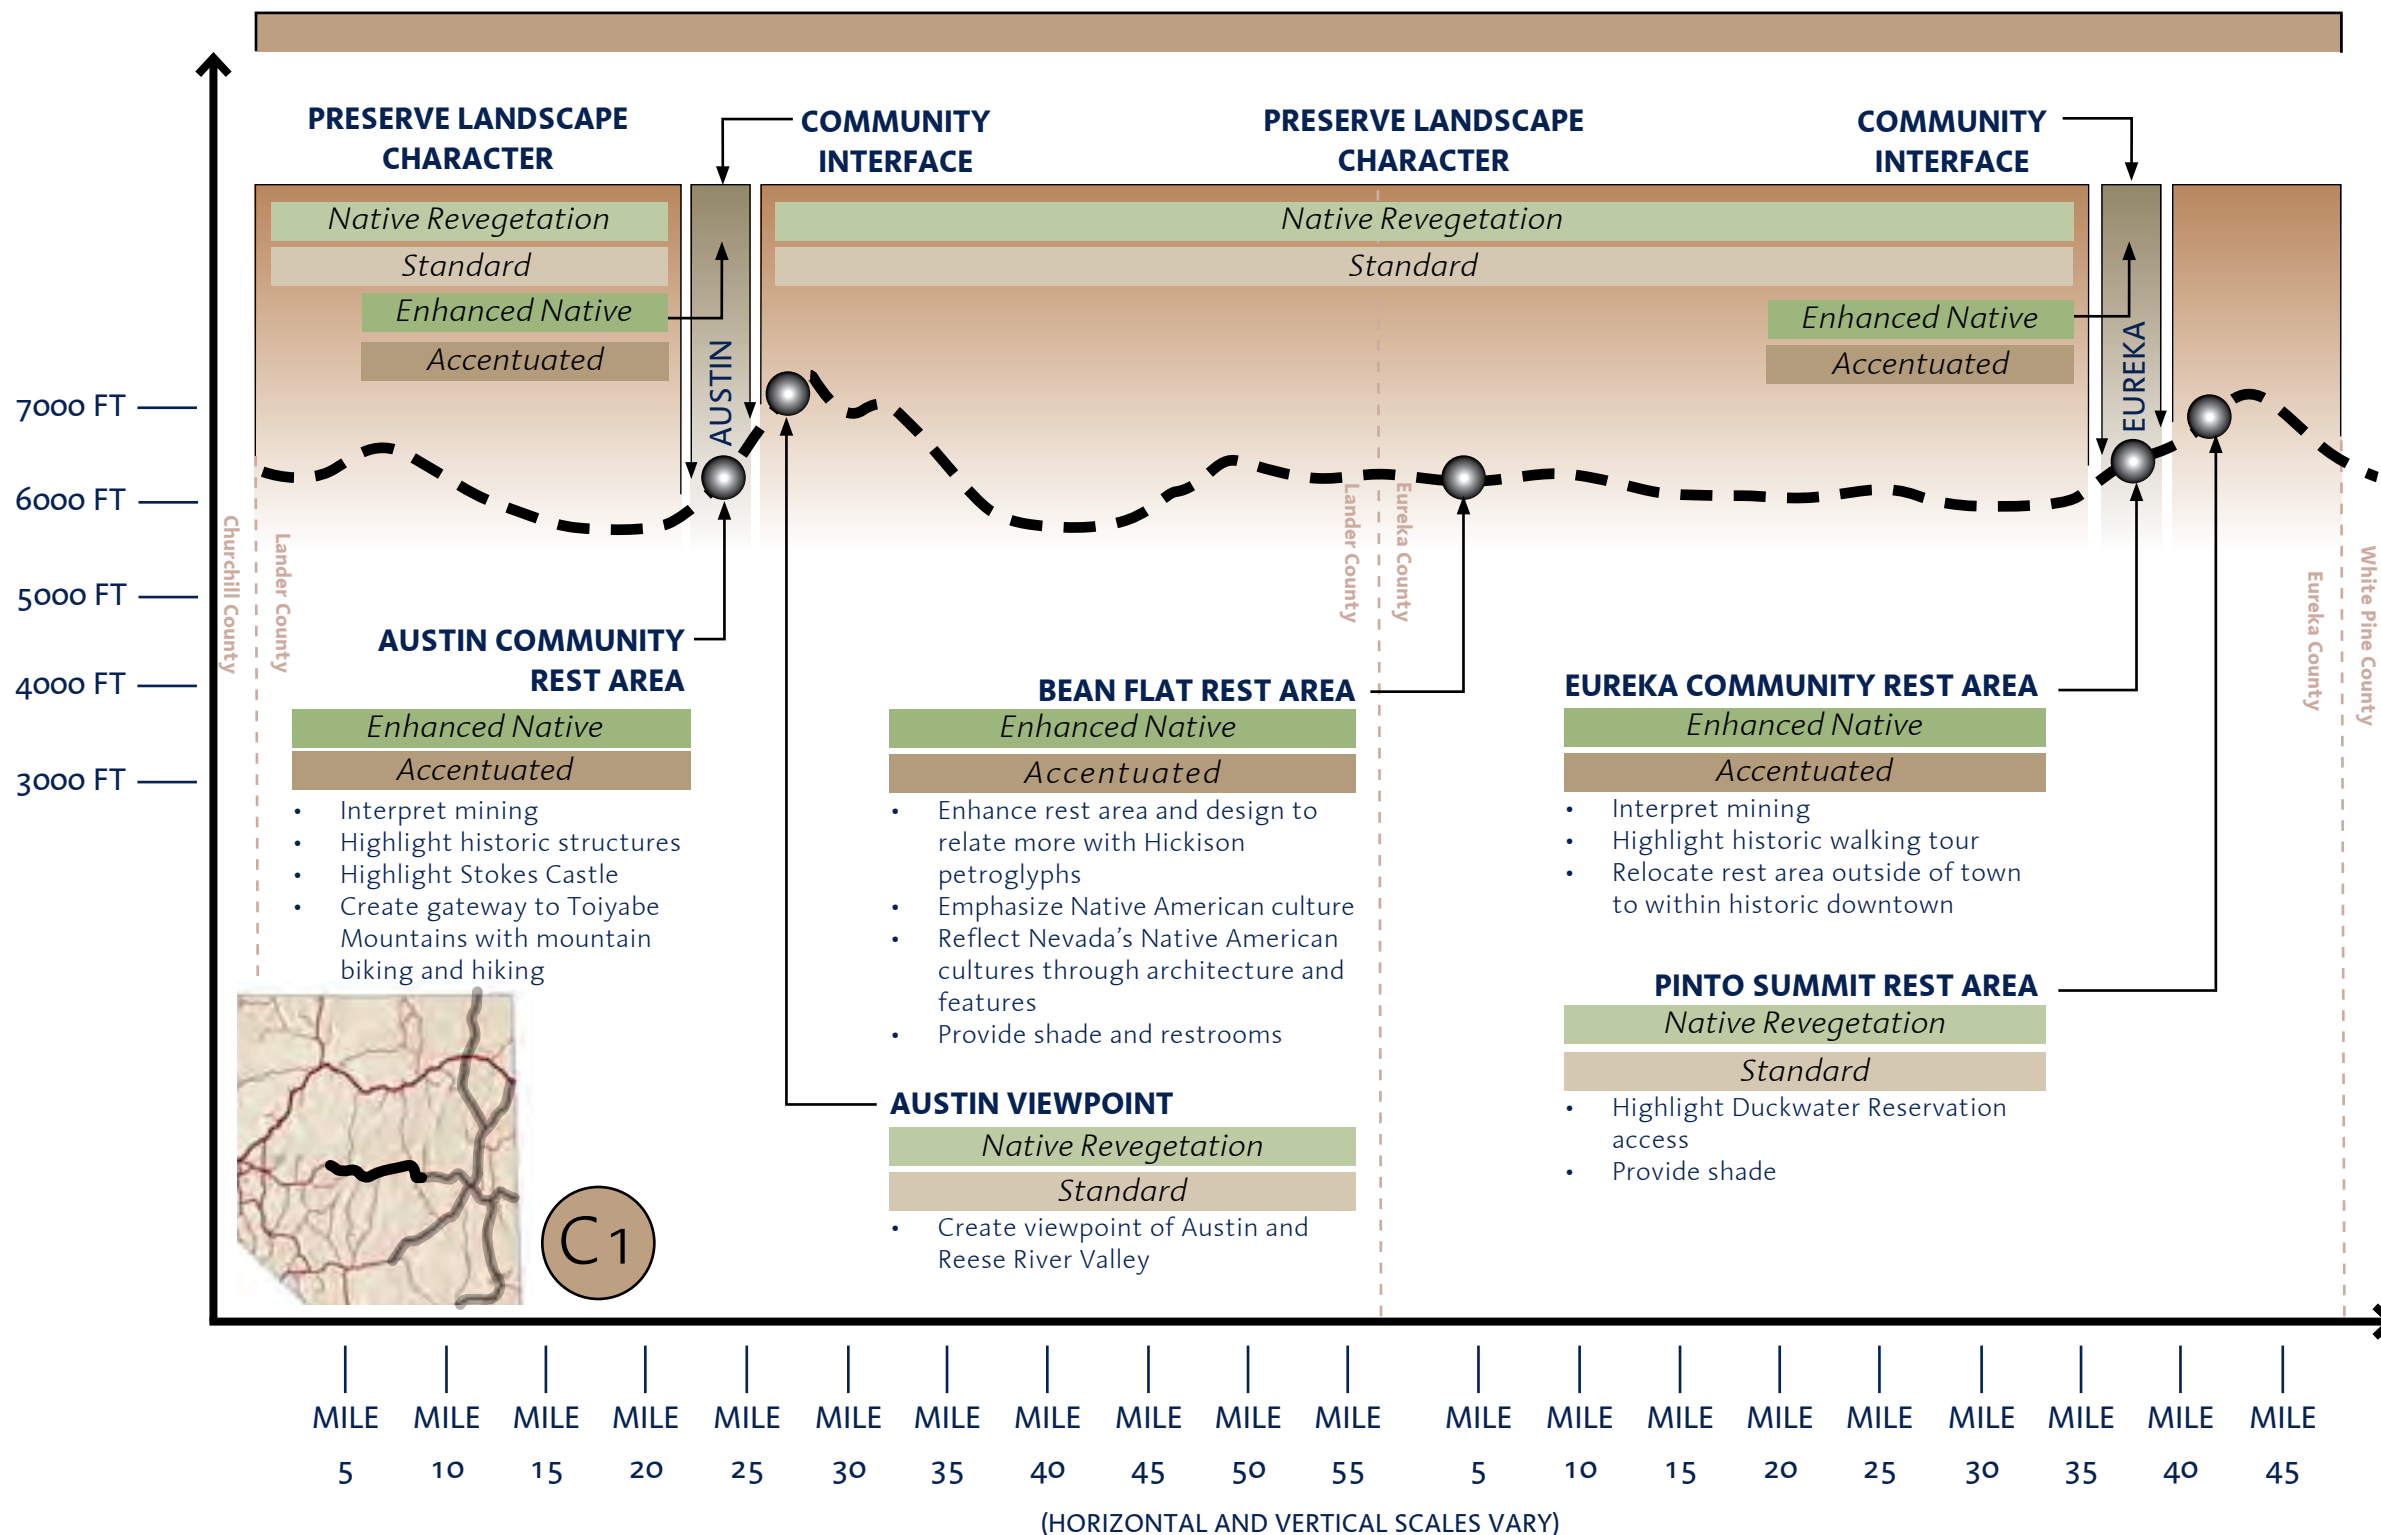 PRESERVE LANDSCAPE
CHARACTER
COMMUNITY
INTERFACE
PRESERVE LANDSCAPE
CHARACTER
COMMUNITY
INTERFACE
Native Revegetation
Standard
Enhanced Native
Accentuated
AUSTIN
Native Revegetation
Standard
Enhanced Native
Accentuated
EUREKA
7000 FT
6000 FT
5000 FT
4000 FT
3000 FT
Churchill County
Lander County
Lander County
Eureka County
Eureka County
White Pine County
AUSTIN COMMUNITY
REST AREA
Enhanced Native
Accentuated
• Interpret mining
• Highlight historic structures
• Highlight Stokes Castle
• Create gateway to Toiyabe
Mountains with mountain
biking and hiking
BEAN FLAT REST AREA
Enhanced Native
Accentuated
• Enhance rest area and design to
relate more with Hickison
petroglyphs
• Emphasize Native American culture
• Reflect Nevada’s Native American
cultures through architecture and
features
• Provide shade and restrooms
AUSTIN VIEWPOINT
Native Revegetation
Standard
• Create viewpoint of Austin and
Reese River Valley
EUREKA COMMUNITY REST AREA
Enhanced Native
Accentuated
• Interpret mining
• Highlight historic walking tour
• Relocate rest area outside of town
to within historic downtown
PINTO SUMMIT REST AREA
Native Revegetation
Standard
• Highlight Duckwater Reservation
access
• Provide shade
C1
MILE MILE MILE MILE MILE MILE MILE MILE MILE MILE MILE MILE MILE MILE MILE MILE MILE MILE MILE MILE
5 10 15 20 25 30 35 40 45 50 55 5 10 15 20 25 30 35 40 45
(HORIZONTAL AND VERTICAL SCALES VARY)